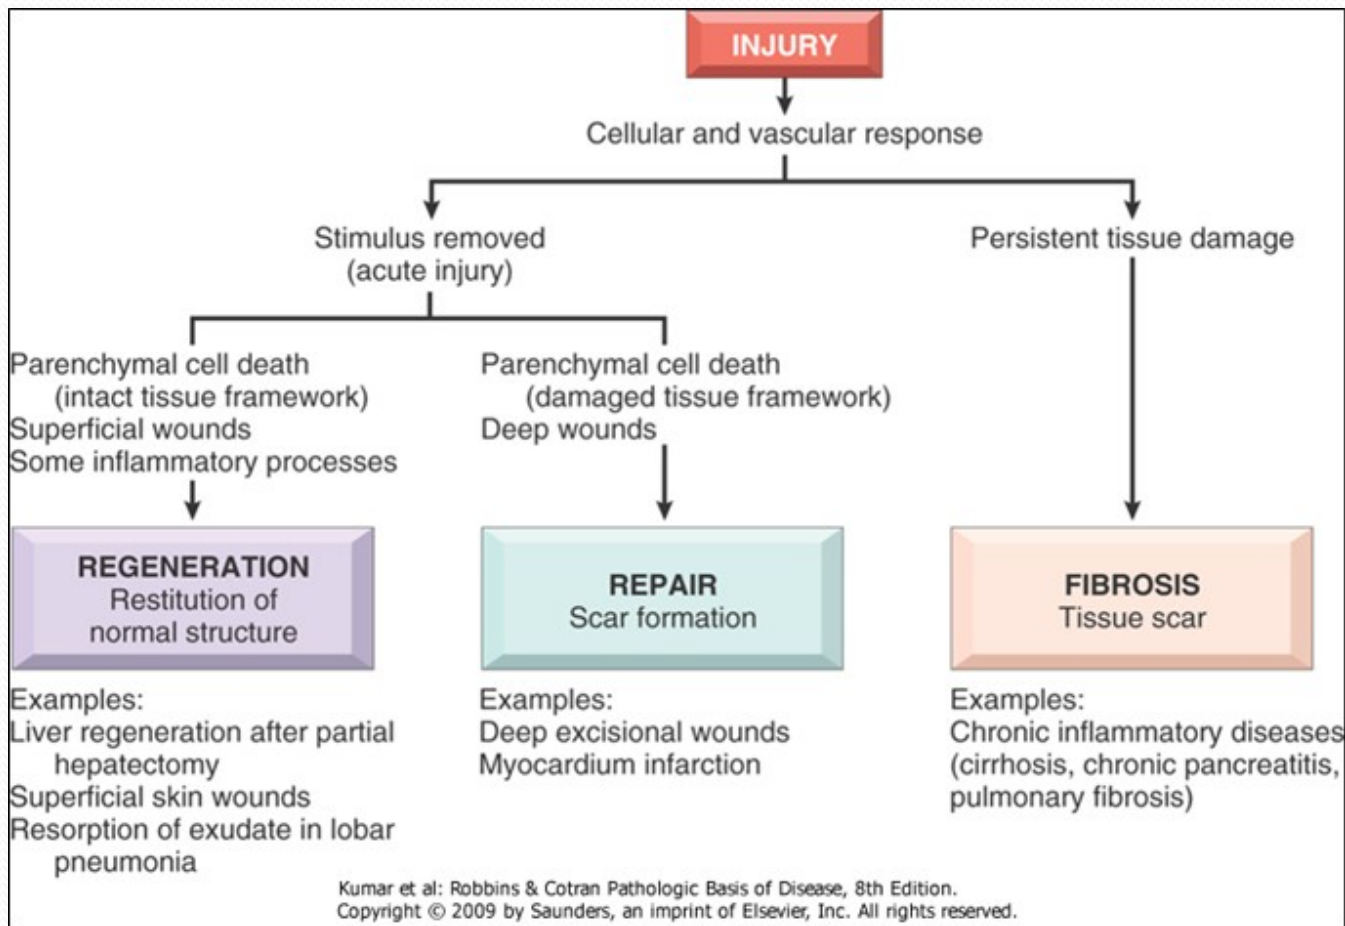 INJURY
Cellular and vascular response
Stimulus removed
(acute injury)
Persistent tissue damage
Parenchymal cell death
(intact tissue framework)
Superficial wounds
Some inflammatory processes
Parenchymal cell death
(damaged tissue framework)
Deep wounds
REGENERATION
Restitution of
normal structure
REPAIR
Scar formation
FIBROSIS
Tissue scar
Examples:
Liver regeneration after partial
hepatectomy
Superficial skin wounds
Resorption of exudate in lobar
pneumonia
Examples:
Deep excisional wounds
Myocardium infarction
Examples:
Chronic inflammatory diseases
(cirrhosis, chronic pancreatitis,
pulmonary fibrosis)
Kumar et al: Robbins & Cotran Pathologic Basis of Disease, 8th Edition.
Copyright © 2009 by Saunders, an imprint of Elsevier, Inc. All rights reserved.